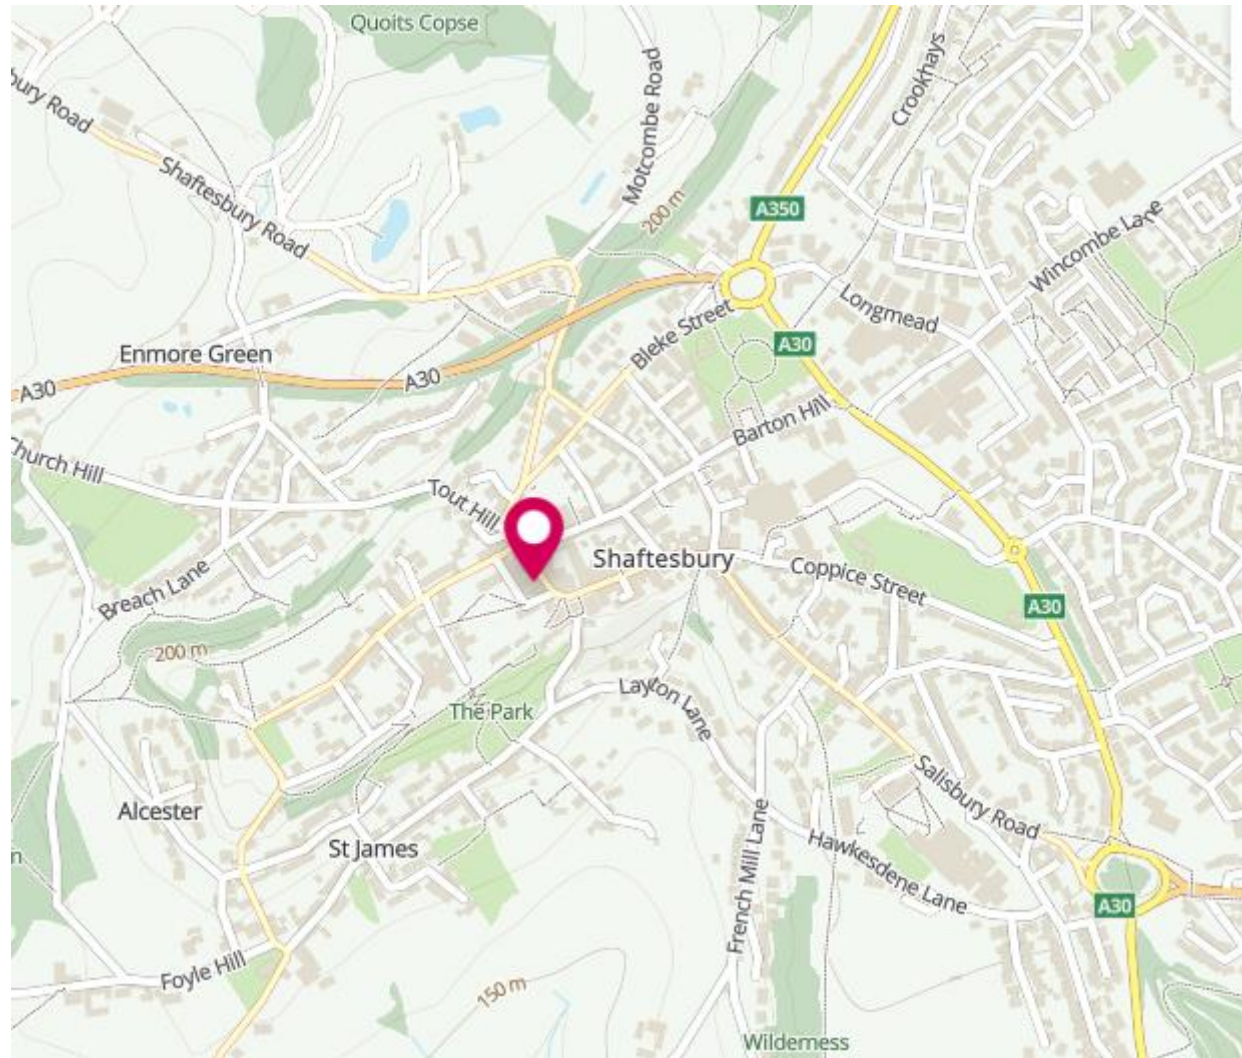 Quoits Copse
bury Road
Motcombe Road
Crookhays
Shaftesbury Road
200 m
A350
Wincombe Lane
Longmead
Bleke Street
A30
Enmore Green
A30
A30
Barton Hill
Church Hill
Tout Hill
Shaftesbury
Coppice Street
Breach Lane
A30
200 m
Layton Lane
The Park
Salisbury Road
Alcester
St James
French Mill Lane
Hawkesdene Lane
n
A30
Foyle Hill
150 m
Wilderness